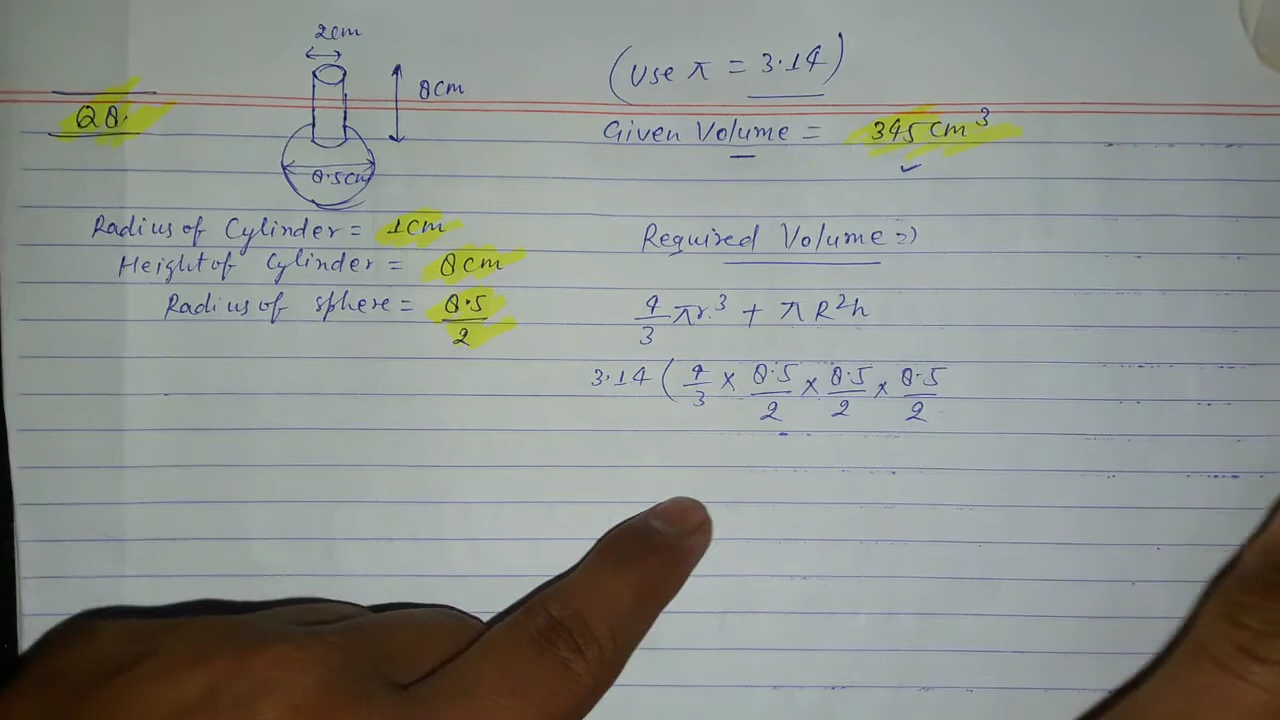 2cm
8cm
8.5cm
Q8.
(Use π = 3.14)
Given Volume = 345cm³
Radius of Cylinder = 1cm
Height of Cylinder = 8cm
Radius of sphere = 8.5/2
Required Volume ⇒
4/3 πr³ + πR²h
3.14 ( 4/3 × 8.5/2 × 8.5/2 × 8.5/2